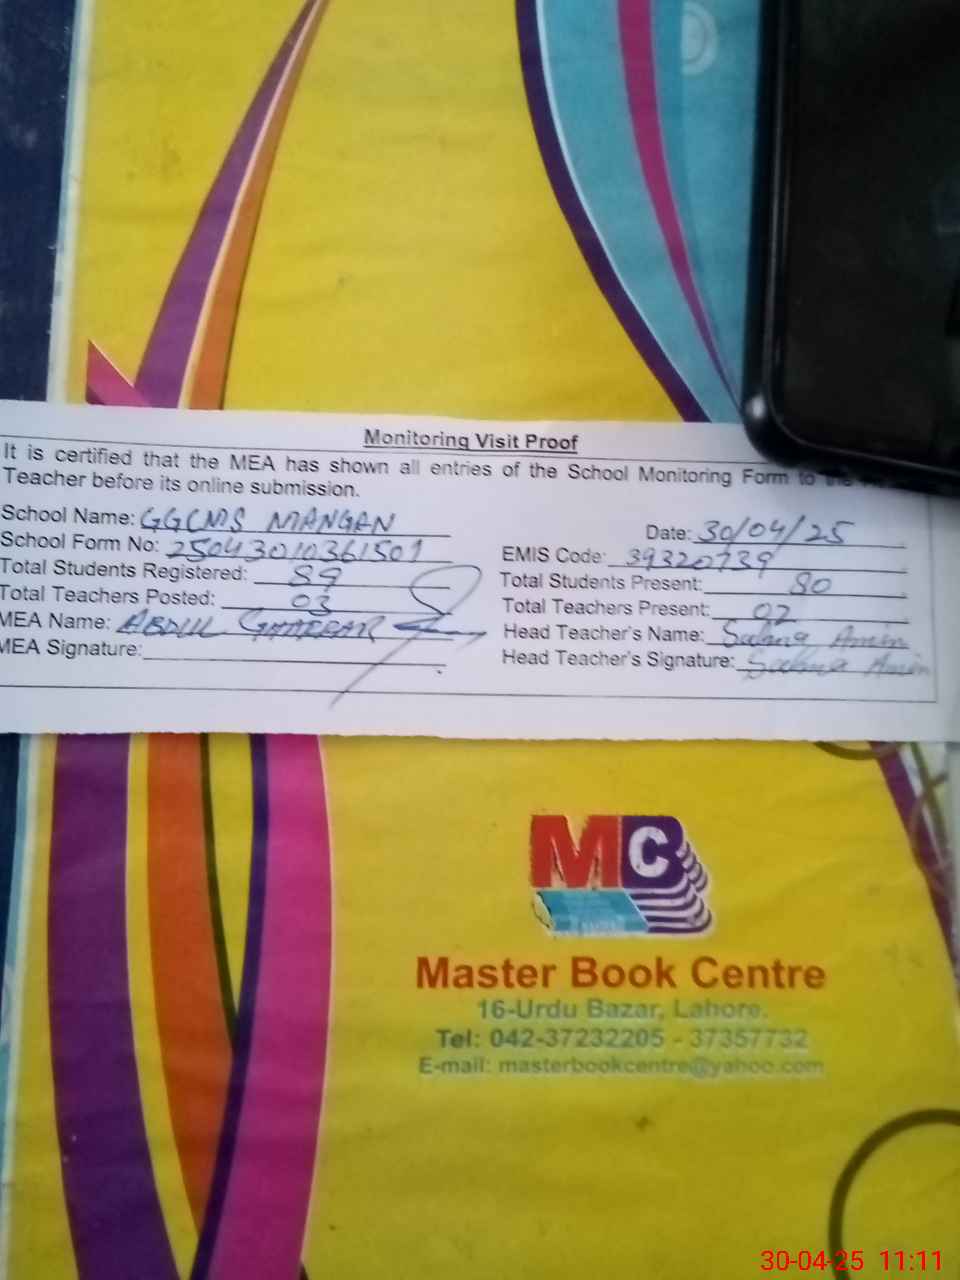 Monitoring Visit Proof
It is certified that the MEA has shown all entries of the School Monitoring Form to the
Teacher before its online submission.
School Name: GGCMS MANGAN
Date: 30/04/25
School Form No: 25043010361501
EMIS Code: 39320739
Total Students Registered: 89
Total Students Present: 80
Total Teachers Posted: 03
Total Teachers Present: 02
MEA Name: ABDUL GHAFFAR
Head Teacher's Name: Salma Amin
MEA Signature:
Head Teacher's Signature: Salma Amin
MC
Master Book Centre
16-Urdu Bazar, Lahore.
Tel: 042-37232205 - 37357732
E-mail: masterbookcentre@yahoo.com
30-04-25 11:11